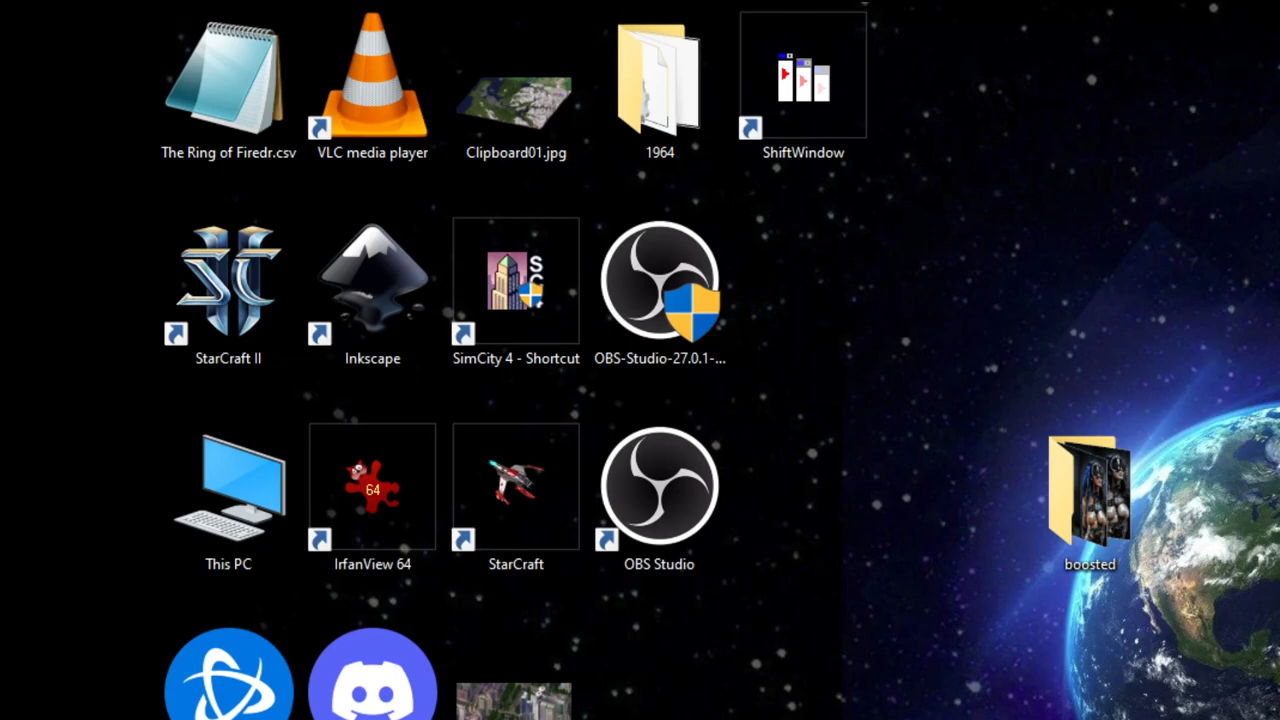 The Ring of Firedr.csv
VLC media player
Clipboard01.jpg
1964
ShiftWindow
StarCraft II
Inkscape
S
C
SimCity 4 - Shortcut
OBS-Studio-27.0.1-...
This PC
64
IrfanView 64
StarCraft
OBS Studio
boosted